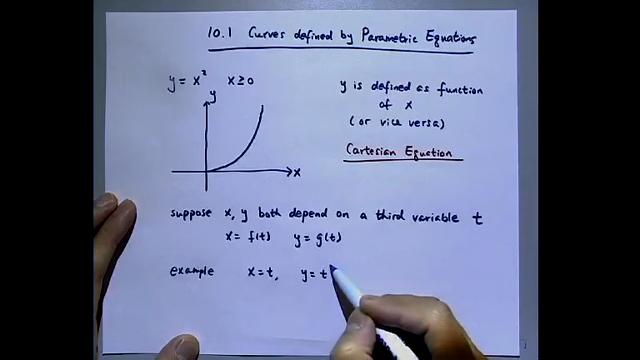 10.1 Curves defined by Parametric Equations
y = x² x ≥ 0
y
x
y is defined as function
of x
(or vice versa)
Cartesian Equation
suppose x, y both depend on a third variable t
x = f(t) y = g(t)
example x = t, y = t